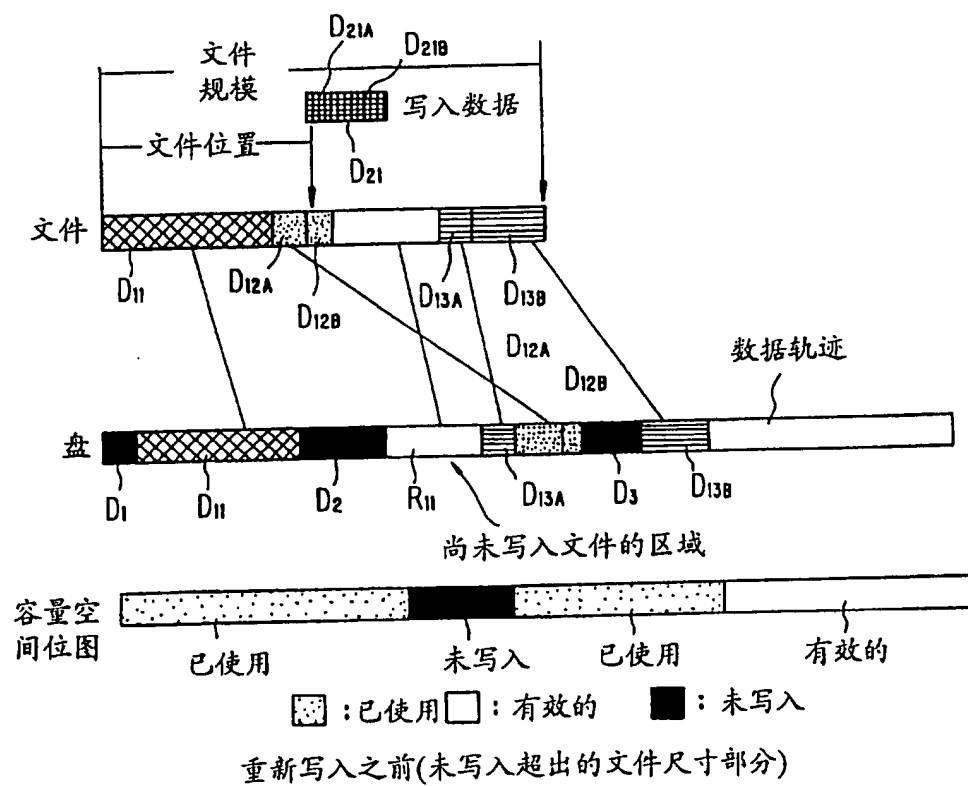 D21A
文件
D21B
规模
写入数据
文件位置
D21
文件
D11
D12A
D12B
D13A
D13B
D12A
D12B
数据轨迹
盘
D1
D11
D2
R11
D13A
D3
D13B
尚未写入文件的区域
容量空
间位图
已使用
未写入
已使用
有效的
:已使用
:有效的
:未写入
重新写入之前(未写入超出的文件尺寸部分)